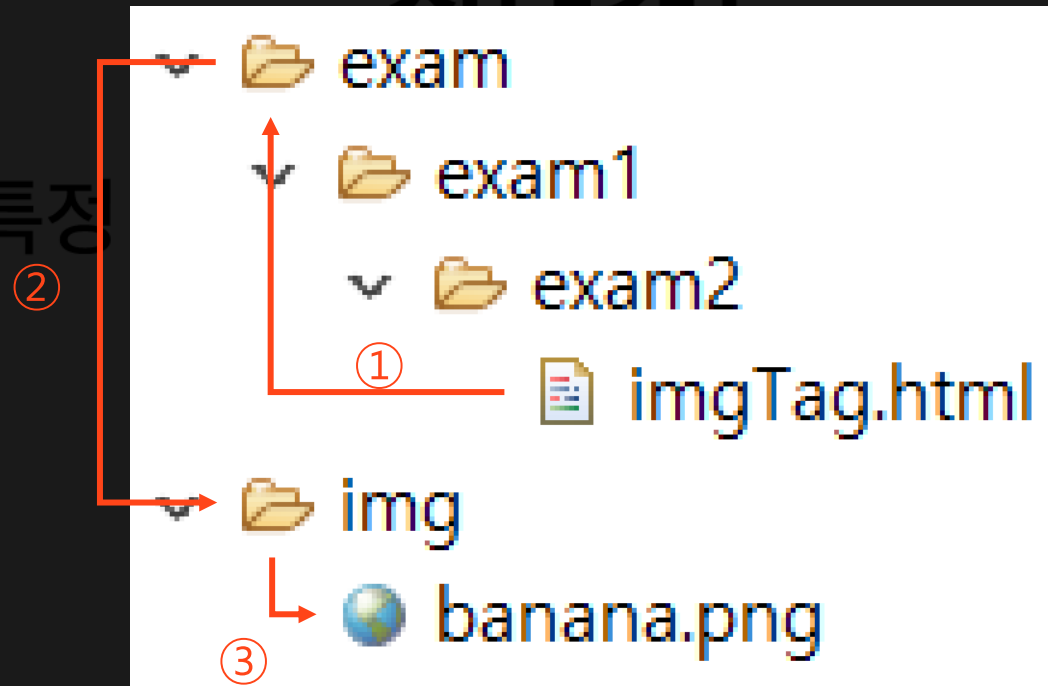 exam
exam1
특정
② exam2
① imgTag.html
img
banana.png
③